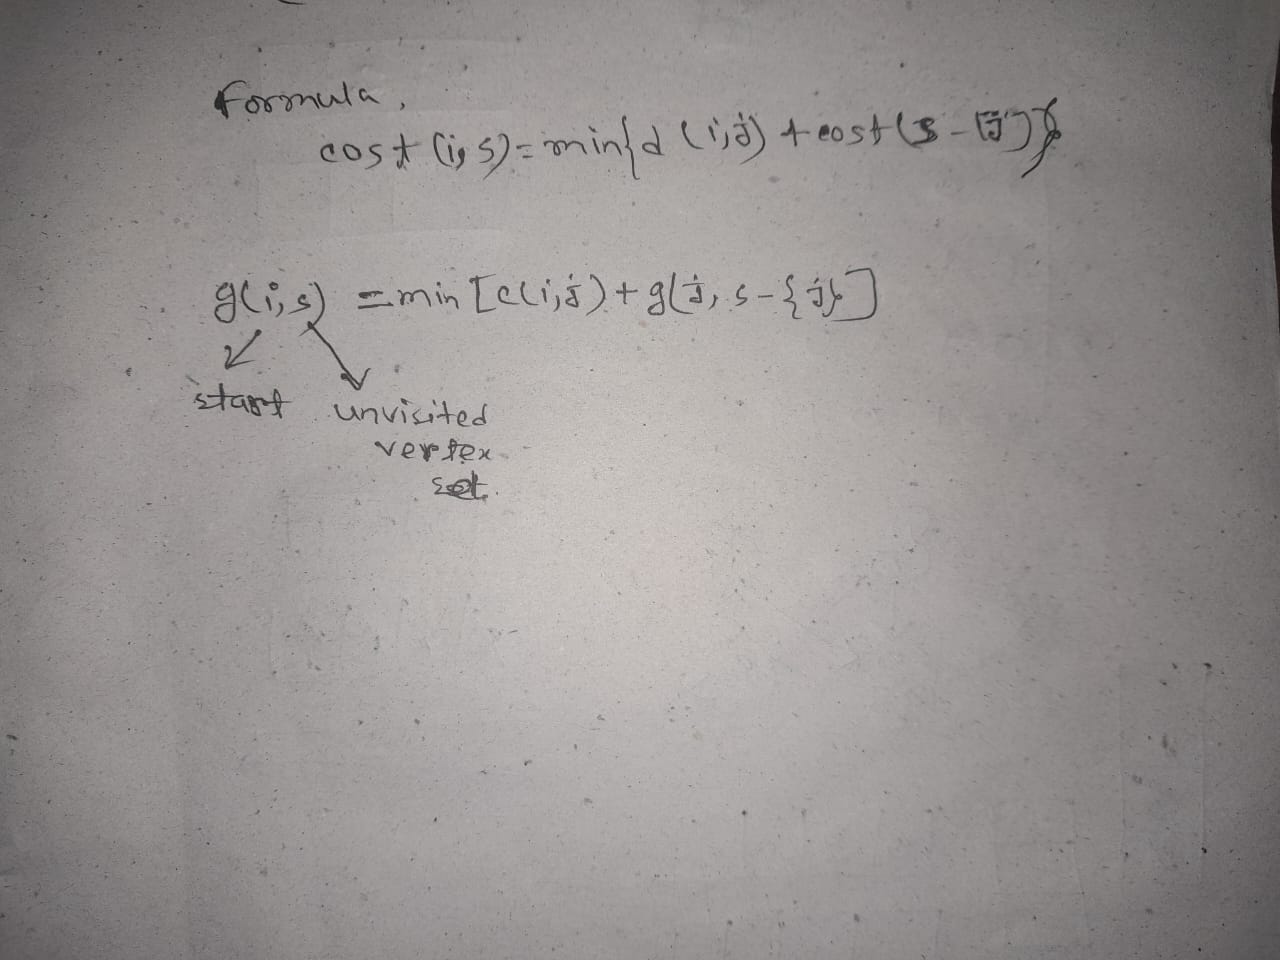 Formula,
cost (i, s) = min{d (i,j) + cost (s - (j)}
g(i,s) = min [c(i,j) + g(j, s - {j}]
start unvisited
vertex
set.